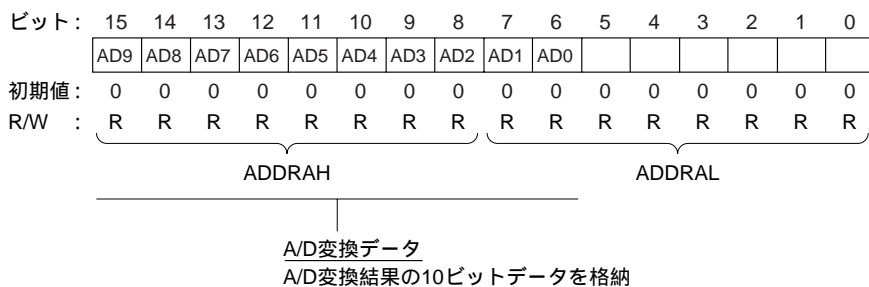 ビット: 15 14 13 12 11 10 9 8 7 6 5 4 3 2 1 0
AD9 AD8 AD7 AD6 AD5 AD4 AD3 AD2 AD1 AD0
初期値: 0 0 0 0 0 0 0 0 0 0 0 0 0 0 0 0
R/W : R R R R R R R R R R R R R R R R
ADDRAH ADDRAL
A/D変換データ
A/D変換結果の10ビットデータを格納